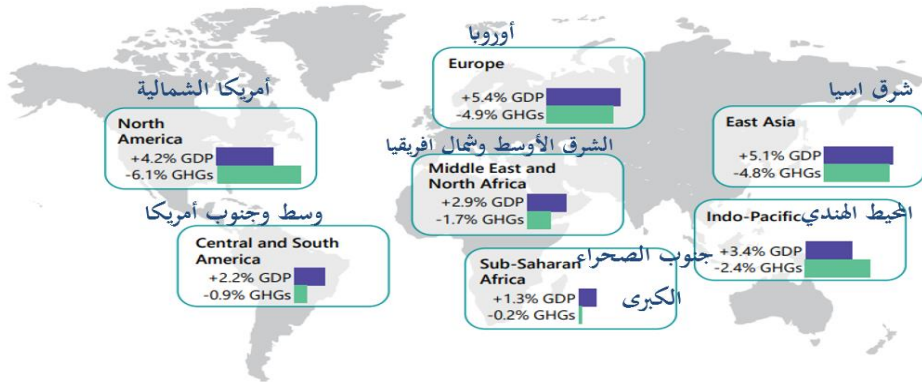 أوروبا
Europe
+5.4% GDP
-4.9% GHGs
أمريكا الشمالية
North
America
+4.2% GDP
-6.1% GHGs
شرق اسيا
East Asia
+5.1% GDP
-4.8% GHGs
الشرق الأوسط وشمال افريقيا
Middle East and
North Africa
+2.9% GDP
-1.7% GHGs
وسط وجنوب أمريكا
Central and South
America
+2.2% GDP
-0.9% GHGs
المحيط الهندي
Indo-Pacific
+3.4% GDP
-2.4% GHGs
جنوب الصحراء
الكبرى
Sub-Saharan
Africa
+1.3% GDP
-0.2% GHGs